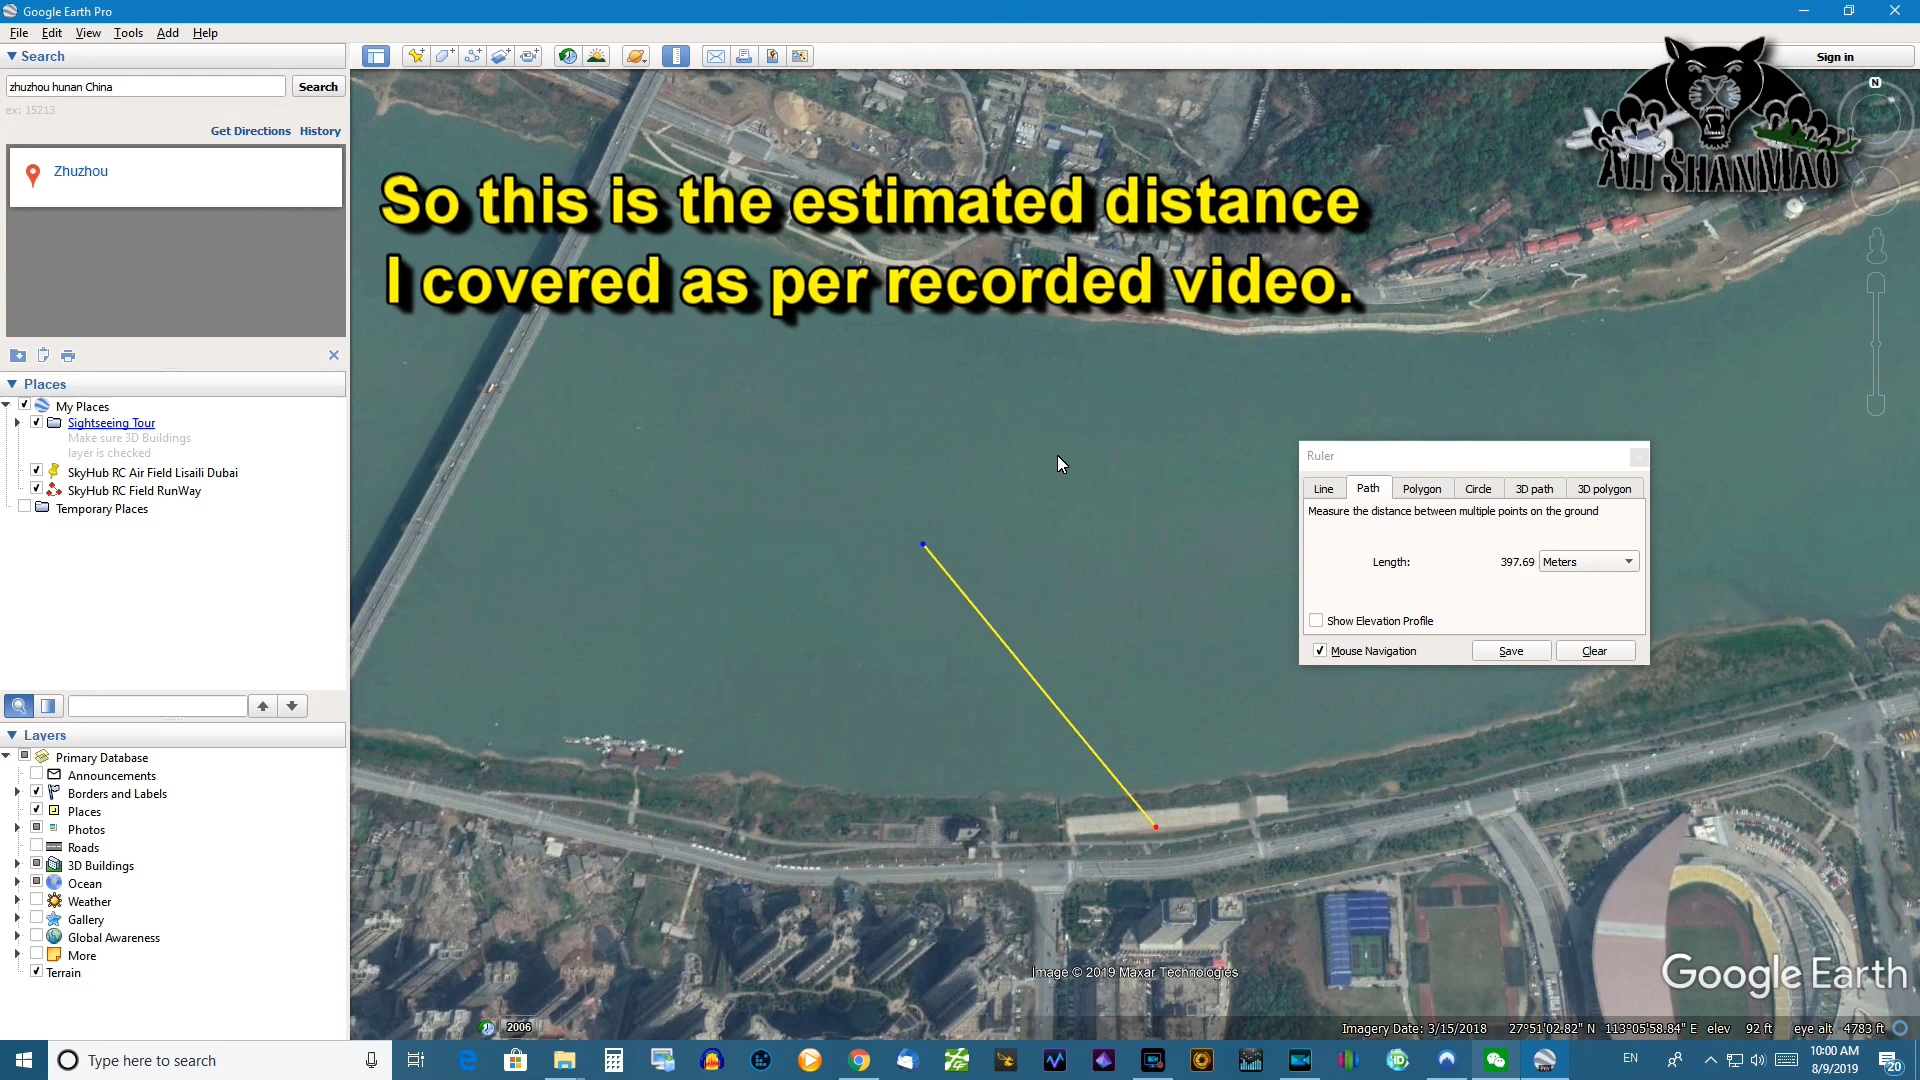 Google Earth Pro
File Edit View Tools Add Help
Search
zhuzhou hunan China
Search
ex: 15213
Get Directions History
Zhuzhou
Places
My Places
Sightseeing Tour
Make sure 3D Buildings
layer is checked
SkyHub RC Air Field Lisaili Dubai
SkyHub RC Field RunWay
Temporary Places
Layers
Primary Database
Announcements
Borders and Labels
Places
Photos
Roads
3D Buildings
Ocean
Weather
Gallery
Global Awareness
More
Terrain
Sign in
N
ALI SHANMAO
So this is the estimated distance
I covered as per recorded video.
Ruler
Line Path Polygon Circle 3D path 3D polygon
Measure the distance between multiple points on the ground
Length: 397.69 Meters
Show Elevation Profile
Mouse Navigation Save Clear
Image © 2019 Maxar Technologies
Google Earth
2006
Imagery Date: 3/15/2018 27°51'02.82" N 113°05'58.84" E elev 92 ft eye alt 4783 ft
Type here to search
EN
10:00 AM
8/9/2019
20